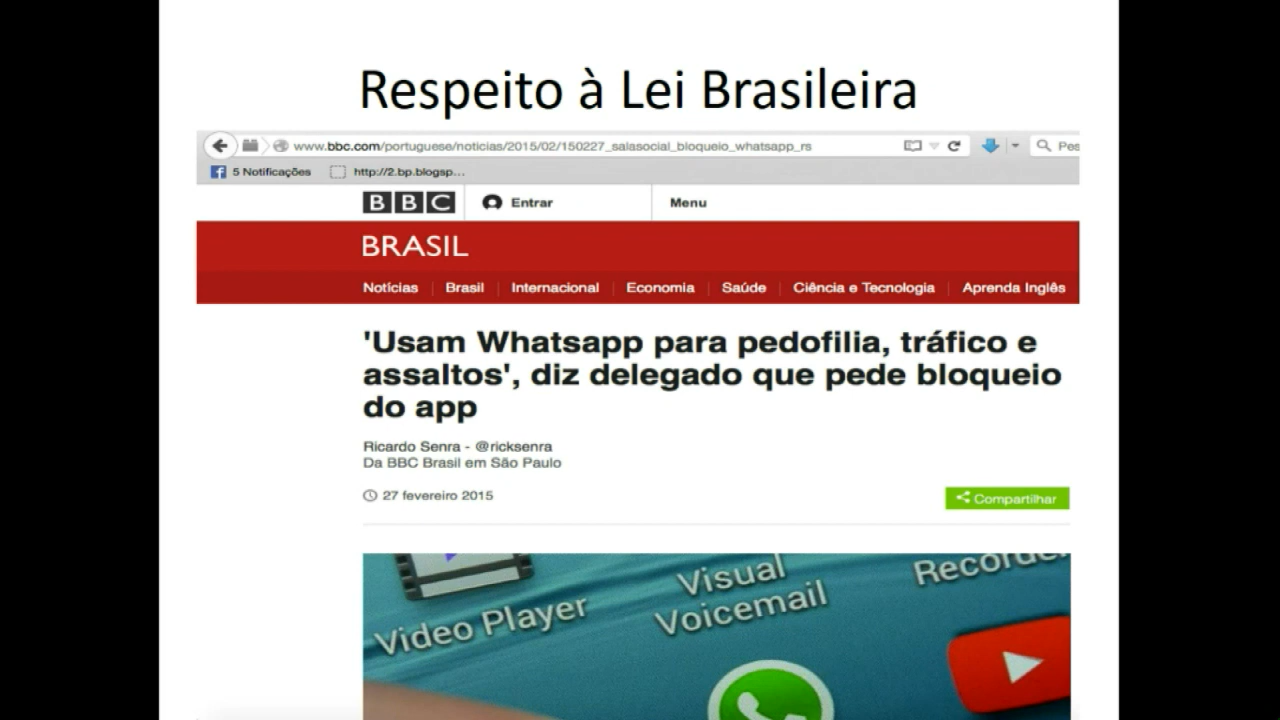 Respeito à Lei Brasileira
www.bbc.com/portuguese/noticias/2015/02/150227_salasocial_bloqueio_whatsapp_rs
Pes
5 Notificações http://2.bp.blogsp...
BBC Entrar Menu
BRASIL
Notícias Brasil Internacional Economia Saúde Ciência e Tecnologia Aprenda Inglês
'Usam Whatsapp para pedofilia, tráfico e
assaltos', diz delegado que pede bloqueio
do app
Ricardo Senra - @ricksenra
Da BBC Brasil em São Paulo
27 fevereiro 2015
Compartilhar
Video Player
Visual
Voicemail
Recorder